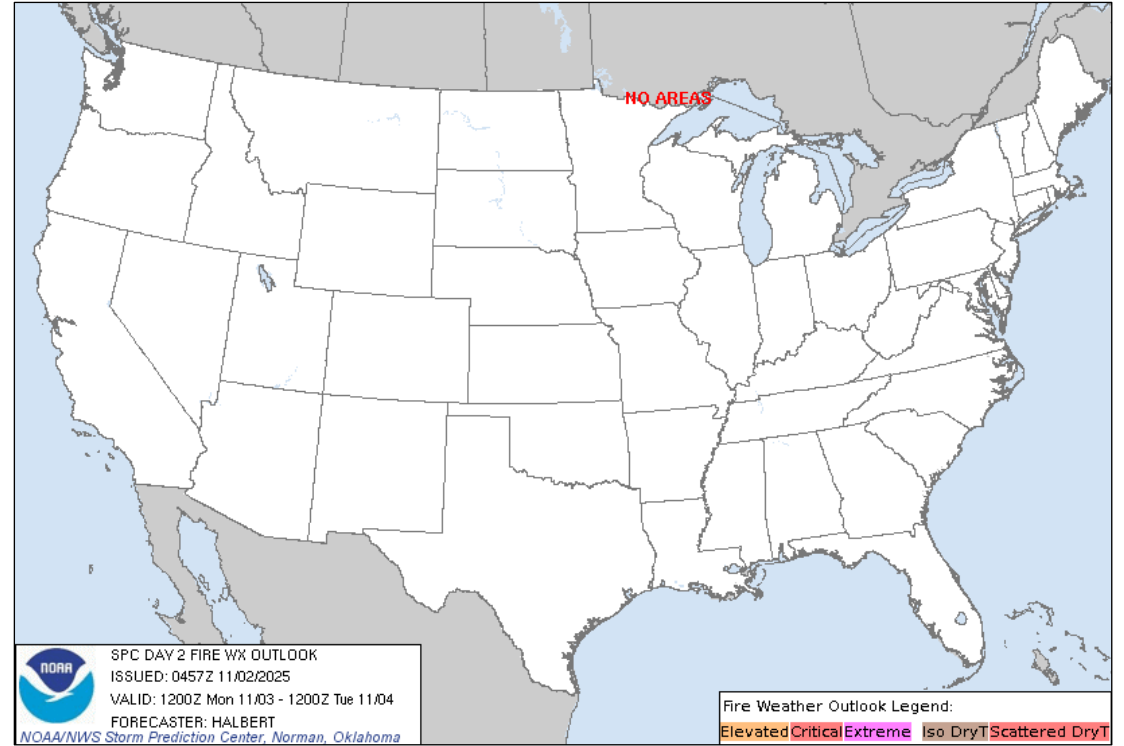 NO AREAS
NOAA
SPC DAY 2 FIRE WX OUTLOOK
ISSUED: 0457Z 11/02/2025
VALID: 1200Z Mon 11/03 - 1200Z Tue 11/04
FORECASTER: HALBERT
NOAA/NWS Storm Prediction Center, Norman, Oklahoma
Fire Weather Outlook Legend:
Elevated Critical Extreme Iso DryT Scattered DryT